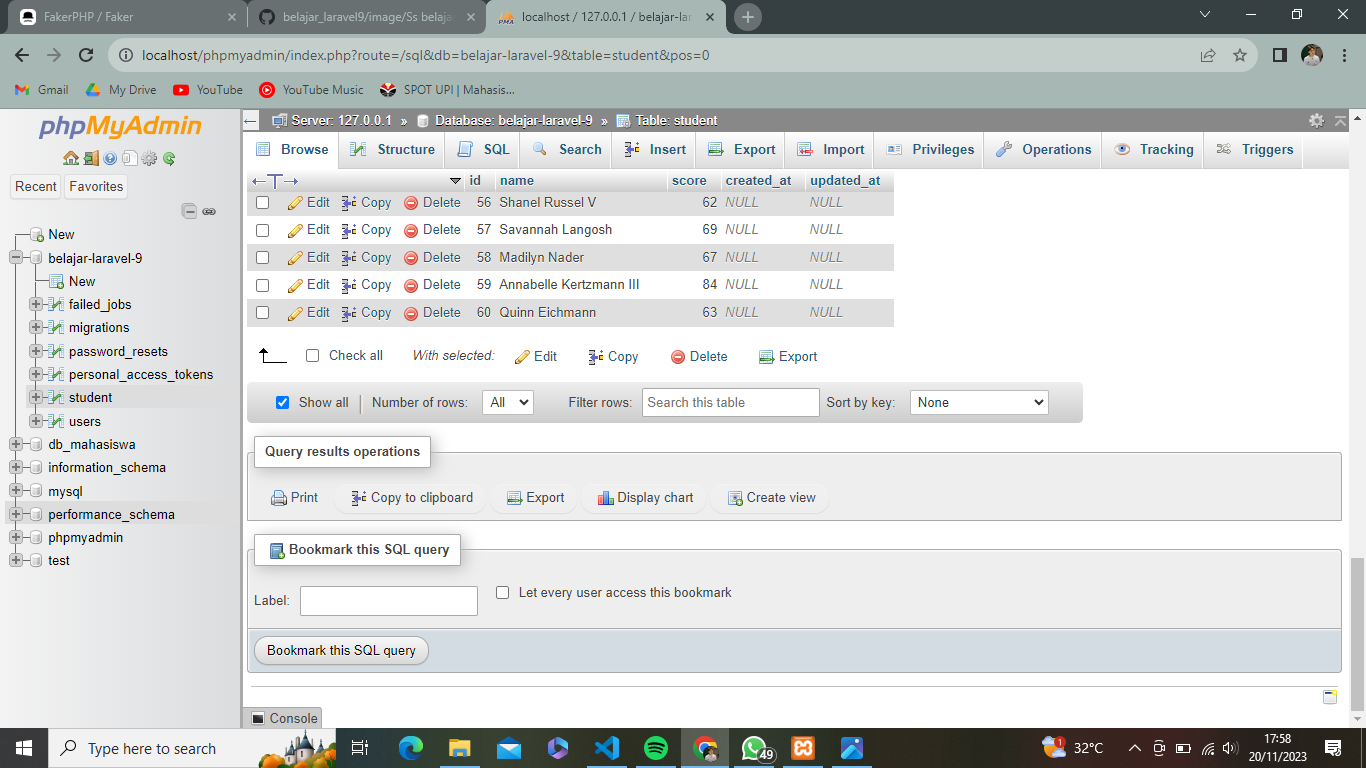 FakerPHP / Faker
belajar_laravel9/image/Ss belaja
localhost / 127.0.0.1 / belajar-lar
localhost/phpmyadmin/index.php?route=/sql&db=belajar-laravel-9&table=student&pos=0
Gmail My Drive YouTube YouTube Music SPOT UPI | Mahasis...
phpMyAdmin
Recent Favorites
New
belajar-laravel-9
New
failed_jobs
migrations
password_resets
personal_access_tokens
student
users
db_mahasiswa
information_schema
mysql
performance_schema
phpmyadmin
test
Server: 127.0.0.1 » Database: belajar-laravel-9 » Table: student
Browse Structure SQL Search Insert Export Import Privileges Operations Tracking Triggers
id name score created_at updated_at
Edit Copy Delete 56 Shanel Russel V 62 NULL NULL
Edit Copy Delete 57 Savannah Langosh 69 NULL NULL
Edit Copy Delete 58 Madilyn Nader 67 NULL NULL
Edit Copy Delete 59 Annabelle Kertzmann III 84 NULL NULL
Edit Copy Delete 60 Quinn Eichmann 63 NULL NULL
Check all With selected: Edit Copy Delete Export
Show all | Number of rows: All Filter rows: Search this table Sort by key: None
Query results operations
Print Copy to clipboard Export Display chart Create view
Bookmark this SQL query
Label: Let every user access this bookmark
Bookmark this SQL query
Console
Type here to search
49
1
32°C
17:58
20/11/2023